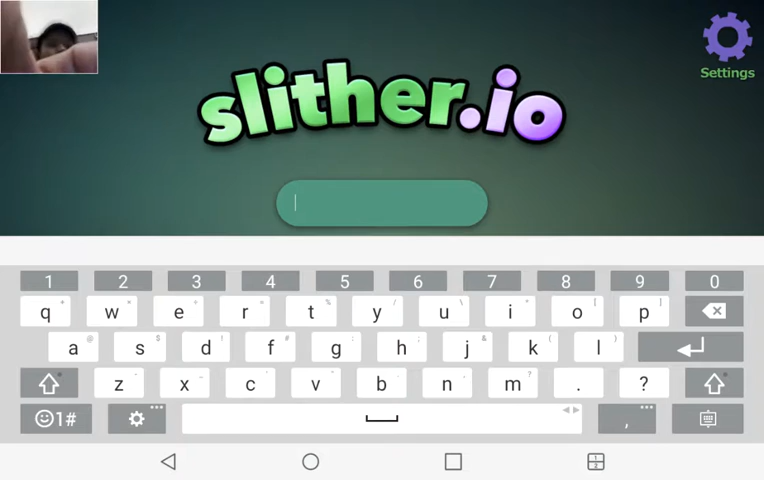 slither.io
Settings
1 2 3 4 5 6 7 8 9 0
q w e r t y u i o p
a s d f g h j k l
z x c v b n m . ?
1# ,